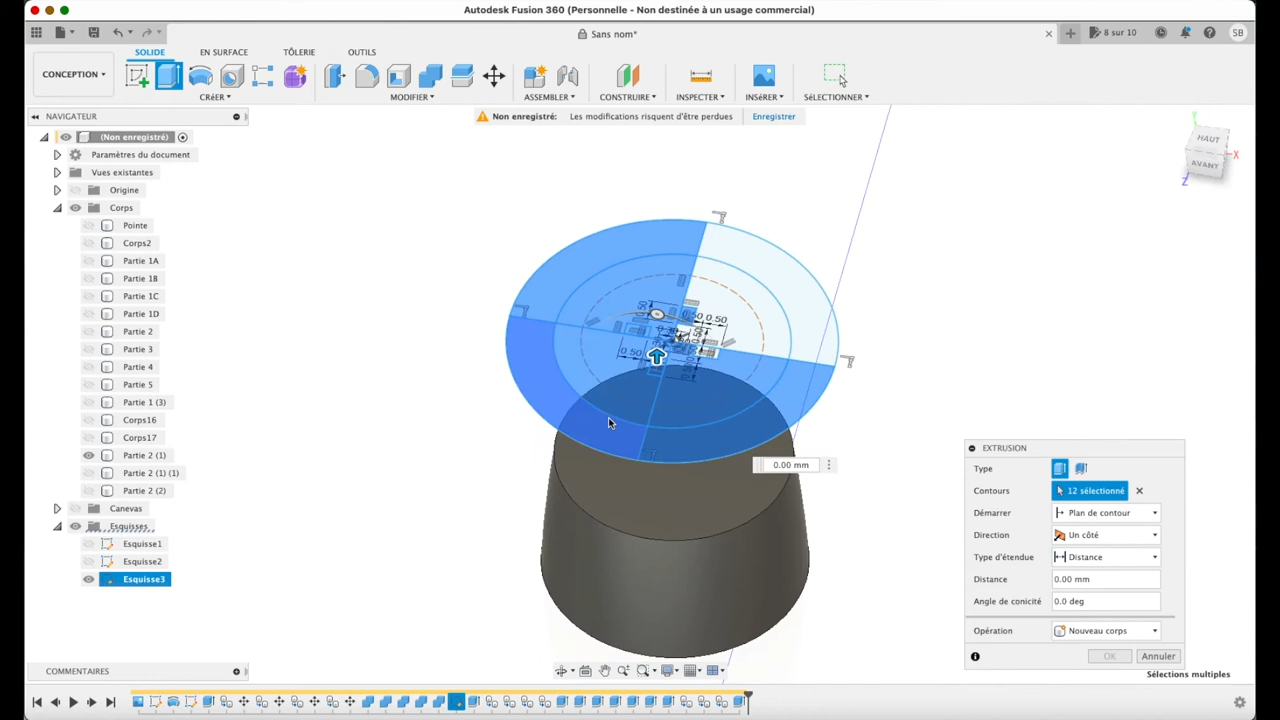 Autodesk Fusion 360 (Personnelle - Non destinée à un usage commercial)
Sans nom*
8 sur 10
SB
SOLIDE
EN SURFACE
TÔLERIE
OUTILS
CONCEPTION
CRÉER
MODIFIER
ASSEMBLER
CONSTRUIRE
INSPECTER
INSÉRER
SÉLECTIONNER
NAVIGATEUR
Non enregistré: Les modifications risquent d'être perdues Enregistrer
(Non enregistré)
Paramètres du document
Vues existantes
Origine
Corps
Pointe
Corps2
Partie 1A
Partie 1B
Partie 1C
Partie 1D
Partie 2
Partie 3
Partie 4
Partie 5
Partie 1 (3)
Corps16
Corps17
Partie 2 (1)
Partie 2 (1) (1)
Partie 2 (2)
Canevas
Esquisses
Esquisse1
Esquisse2
Esquisse3
HAUT
AVANT
X
Y
Z
0.50 0.50
0.50
0.00 mm
EXTRUSION
Type
Contours 12 sélectionné
Démarrer Plan de contour
Direction Un côté
Type d'étendue Distance
Distance 0.00 mm
Angle de conicité 0.0 deg
Opération Nouveau corps
OK Annuler
Sélections multiples
COMMENTAIRES